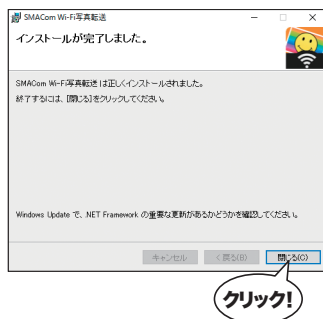 SMACom Wi-Fi写真転送
インストールが完了しました。
SMACom Wi-Fi写真転送 は正しくインストールされました。
終了するには、[閉じる]をクリックしてください。
Windows Update で、.NET Framework の重要な更新があるかどうかを確認してください。
キャンセル < 戻る(B) 閉じる(C)
クリック!